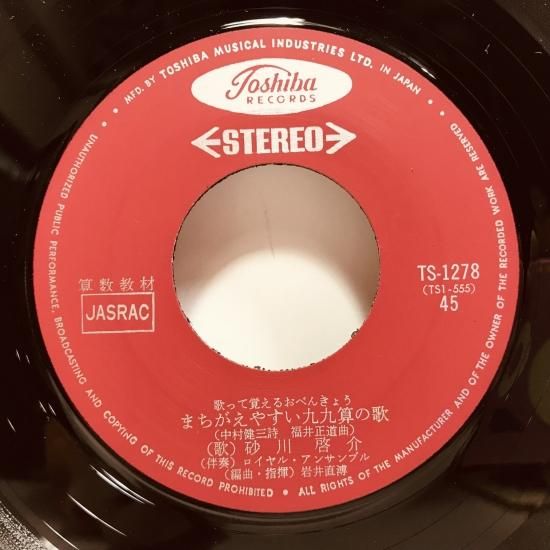 MFD. BY TOSHIBA MUSICAL INDUSTRIES LTD. IN JAPAN
Toshiba
RECORDS
STEREO
算数教材
JASRAC
TS-1278
(TS1-555)
45
歌って覚えるおべんきょう
まちがえやすい九九算の歌
(中村健三詩 福井正道曲)
(歌) 砂川啓介
(伴奏) ロイヤル・アンサンブル
(編曲・指揮) 岩井直溥
ALL RIGHTS OF THE MANUFACTURER AND OF THE OWNER OF THE RECORDED WORK ARE RESERVED
UNAUTHORIZED PUBLIC PERFORMANCE, BROADCASTING AND COPYING OF THIS RECORD PROHIBITED